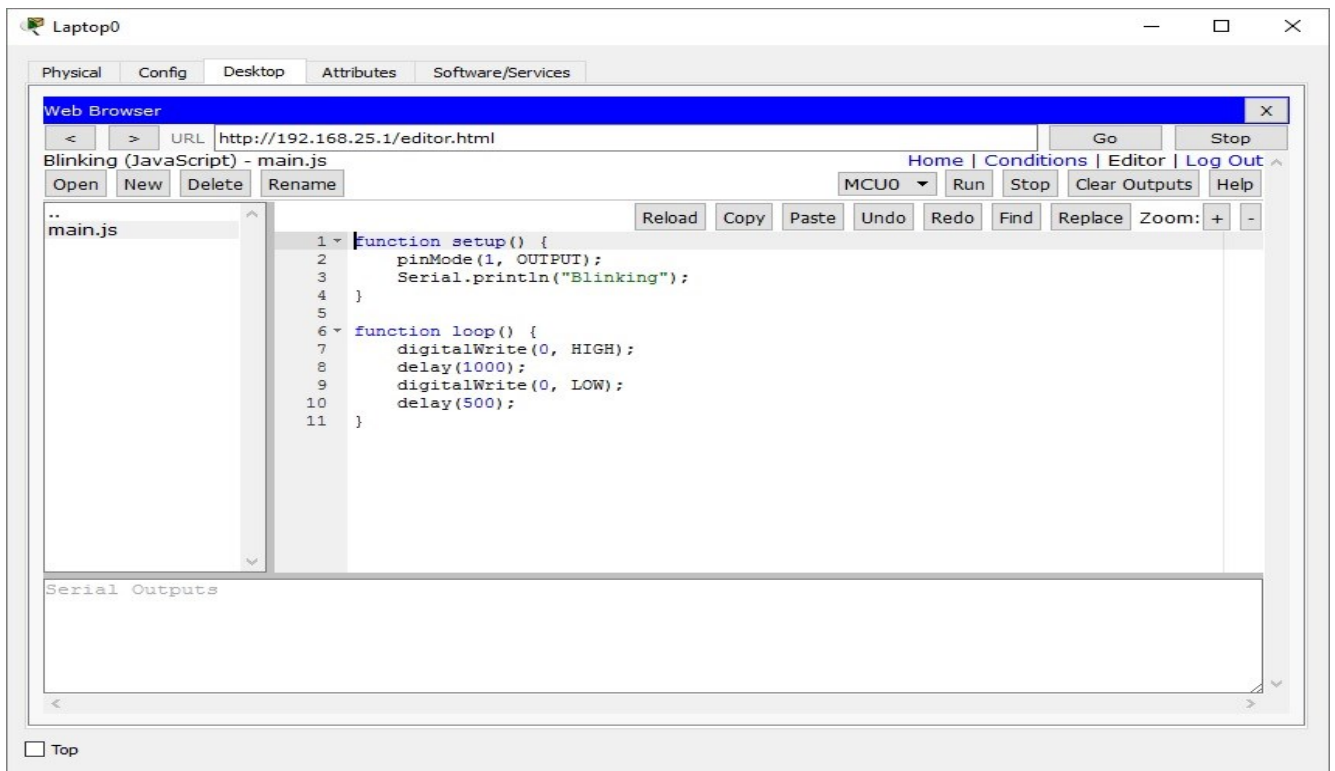 Laptop0
Physical Config Desktop Attributes Software/Services
Web Browser X
< > URL http://192.168.25.1/editor.html Go Stop
Blinking (JavaScript) - main.js Home | Conditions | Editor | Log Out
Open New Delete Rename MCU0 Run Stop Clear Outputs Help
..
main.js
Reload Copy Paste Undo Redo Find Replace Zoom: + -
1 function setup() {
2     pinMode(1, OUTPUT);
3     Serial.println("Blinking");
4 }
5
6 function loop() {
7     digitalWrite(0, HIGH);
8     delay(1000);
9     digitalWrite(0, LOW);
10     delay(500);
11 }
Serial Outputs
Top